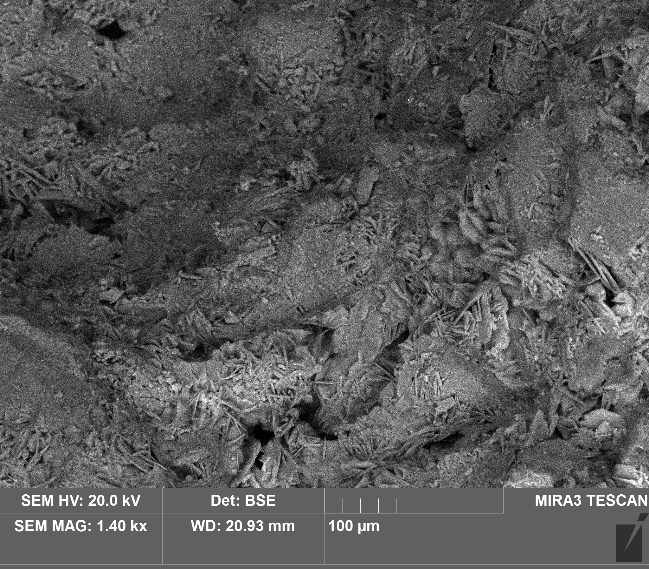 SEM HV: 20.0 kV Det: BSE MIRA3 TESCAN
SEM MAG: 1.40 kx WD: 20.93 mm 100 µm